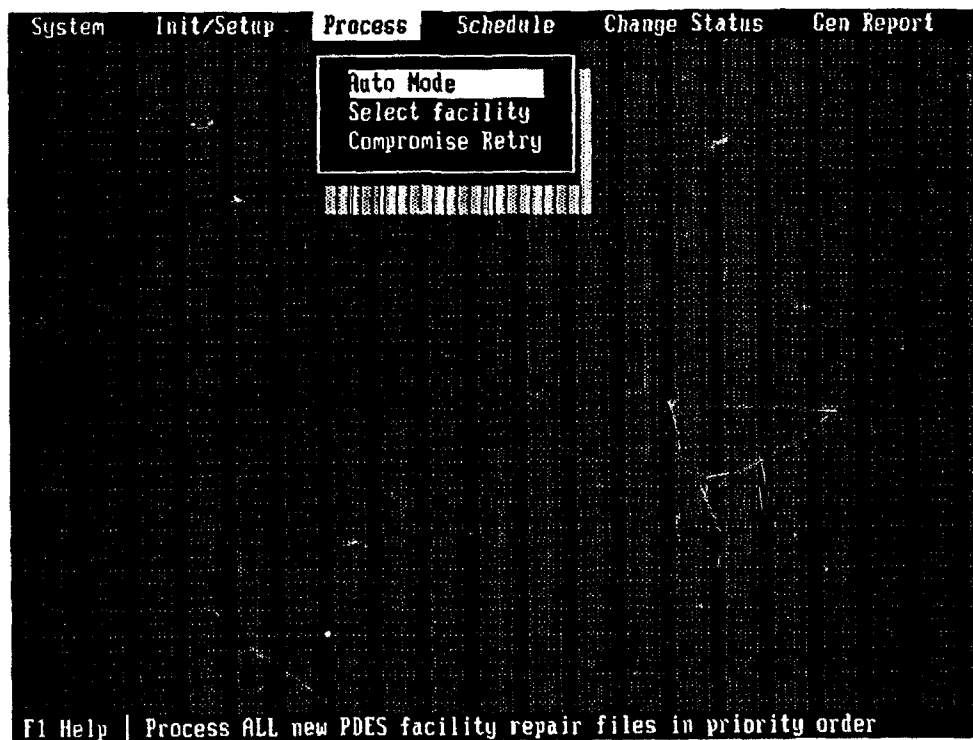 System Init/Setup Process Schedule Change Status Gen Report
Auto Mode
Select facility
Compromise Retry
F1 Help | Process ALL new PDES facility repair files in priority order